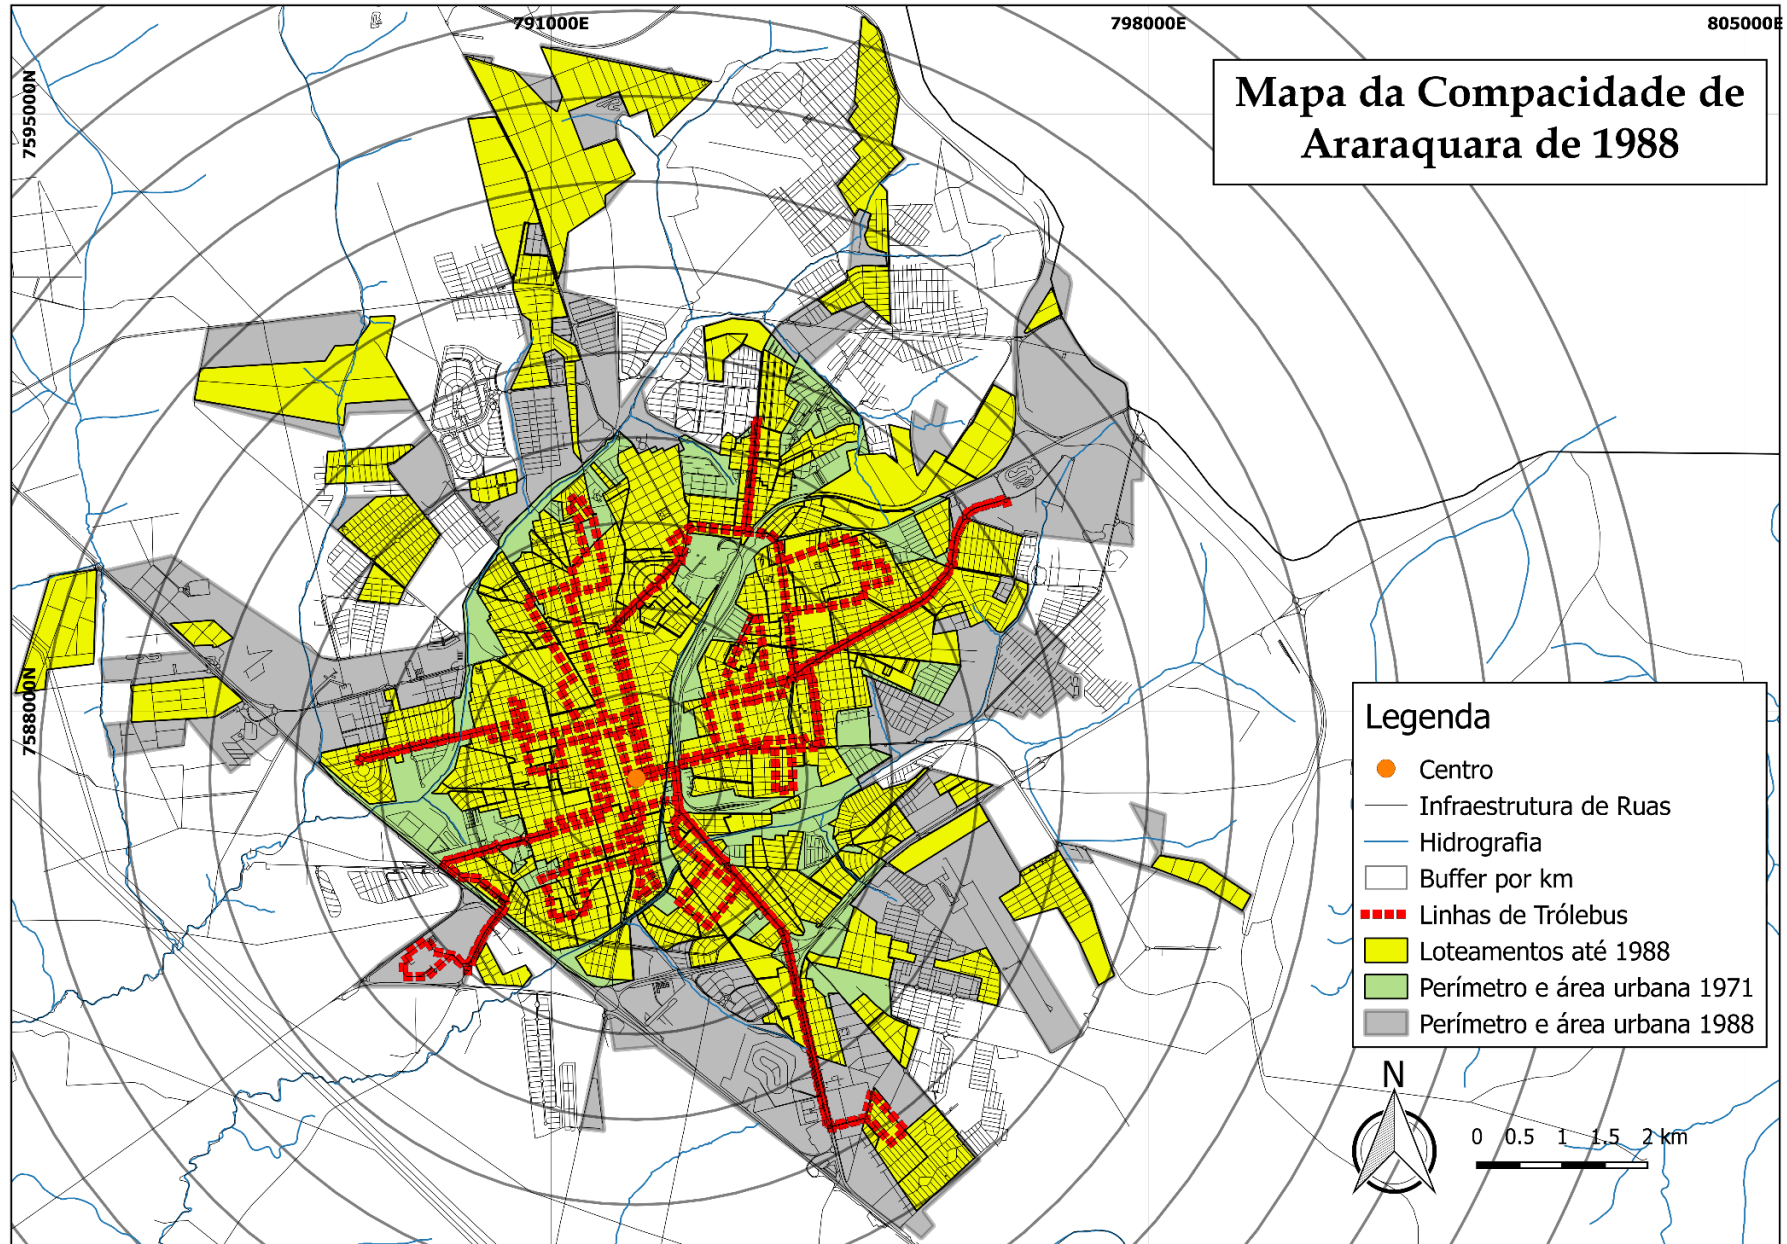 791000E
798000E
805000E
7595000N
Mapa da Compacidade de
Araraquara de 1988
7588000N
Legenda
Centro
Infraestrutura de Ruas
Hidrografia
Buffer por km
Linhas de Trólebus
Loteamentos até 1988
Perímetro e área urbana 1971
Perímetro e área urbana 1988
N
0 0.5 1 1.5 2 km